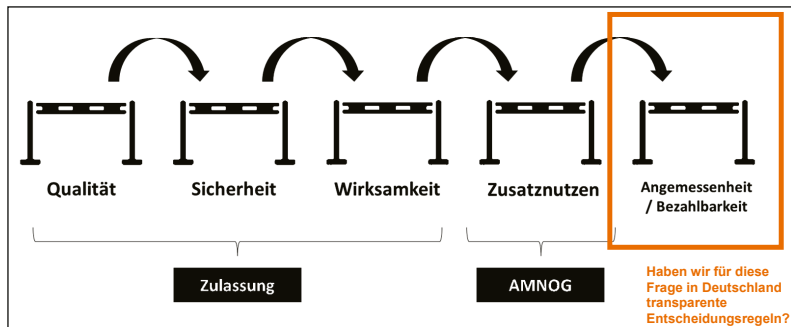 Qualität
Sicherheit
Wirksamkeit
Zusatznutzen
Angemessenheit
/ Bezahlbarkeit
Zulassung
AMNOG
Haben wir für diese
Frage in Deutschland
transparente
Entscheidungsregeln?